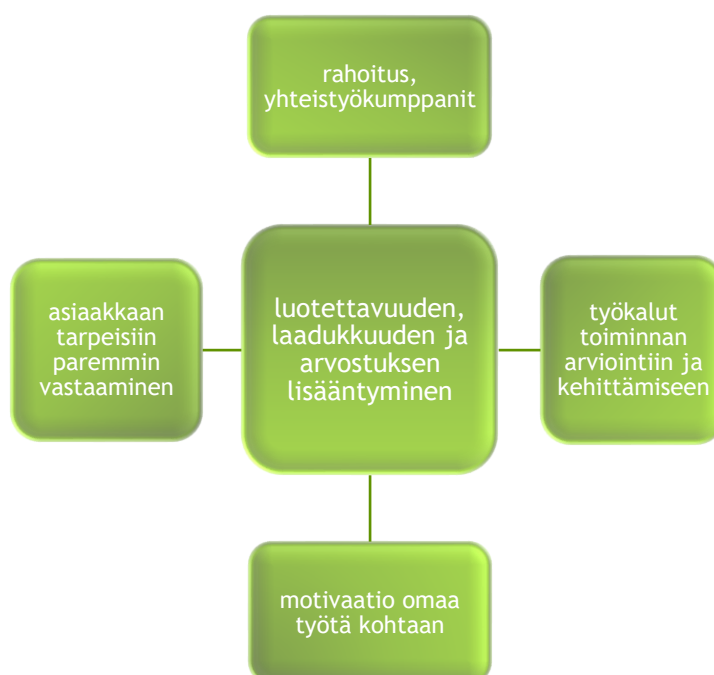 rahoitus,
yhteistyökumppanit
asiaakkaan
tarpeisiin
paremmin
vastaaminen
luotettavuuden,
laadukkuuden ja
arvostuksen
lisääntyminen
työkalut
toiminnan
arviointiin ja
kehittämiseen
motivaatio omaa
työtä kohtaan